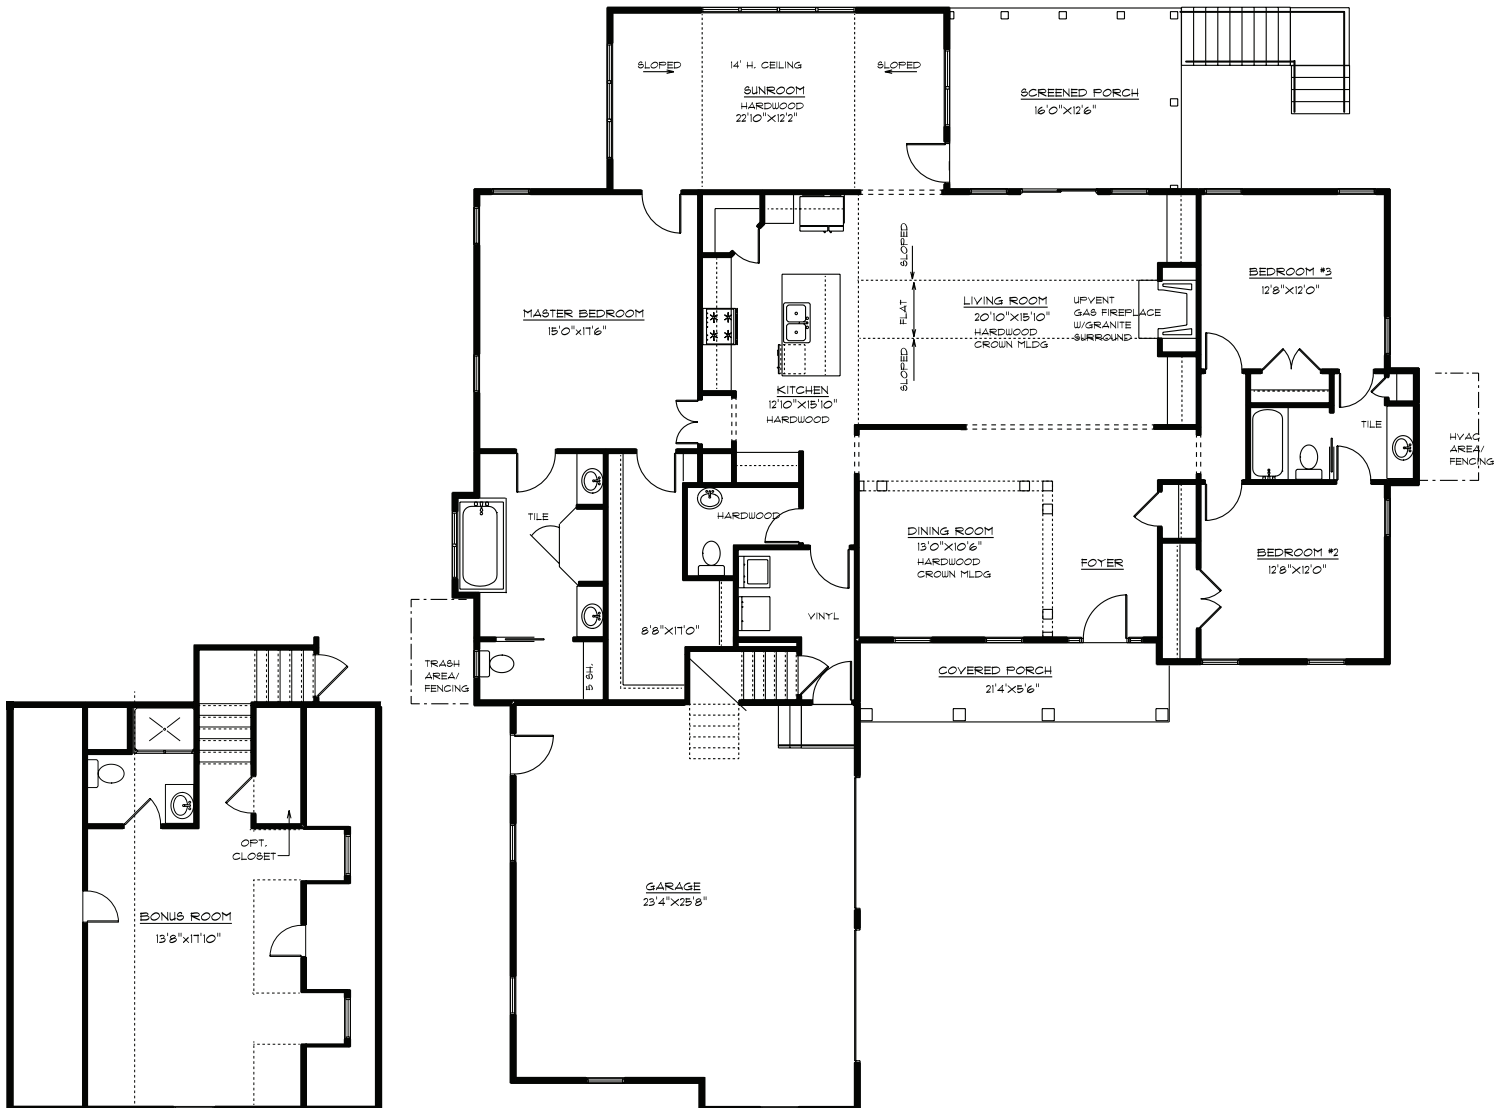 SLOPED
14' H. CEILING
SLOPED
SUNROOM
HARDWOOD
22'10"X12'2"
SCREENED PORCH
16'0"X12'6"
MASTER BEDROOM
15'0"X17'6"
SLOPED
FLAT
SLOPED
LIVING ROOM
20'10"X15'10"
HARDWOOD
CROWN MLDG
UPVENT
GAS FIREPLACE
W/GRANITE
SURROUND
BEDROOM #3
12'8"X12'0"
KITCHEN
12'10"X15'10"
HARDWOOD
TILE
HVAC
AREA/
FENCING
TILE
HARDWOOD
DINING ROOM
13'0"X10'6"
HARDWOOD
CROWN MLDG
FOYER
BEDROOM #2
12'8"X12'0"
VINYL
8'8"X17'0"
5 SH.
TRASH
AREA/
FENCING
COVERED PORCH
21'4"X5'6"
OPT.
CLOSET
BONUS ROOM
13'8"x17'10"
GARAGE
23'4"X25'8"